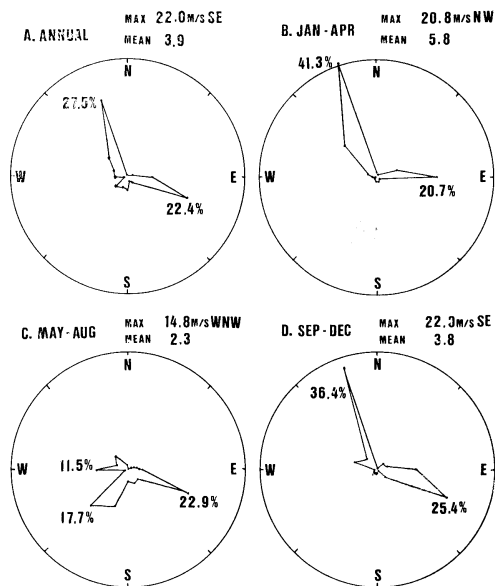 A. ANNUAL
MAX 22.0M/S SE
MEAN 3.9
N
27.5%
W
E
22.4%
S
B. JAN-APR
MAX 20.8M/S NW
MEAN 5.8
41.3%
N
W
E
20.7%
S
C. MAY-AUG
MAX 14.8M/S WNW
MEAN 2.3
N
W
11.5%
E
22.9%
17.7%
S
D. SEP-DEC
MAX 22.0M/S SE
MEAN 3.8
N
36.4%
W
E
25.4%
S